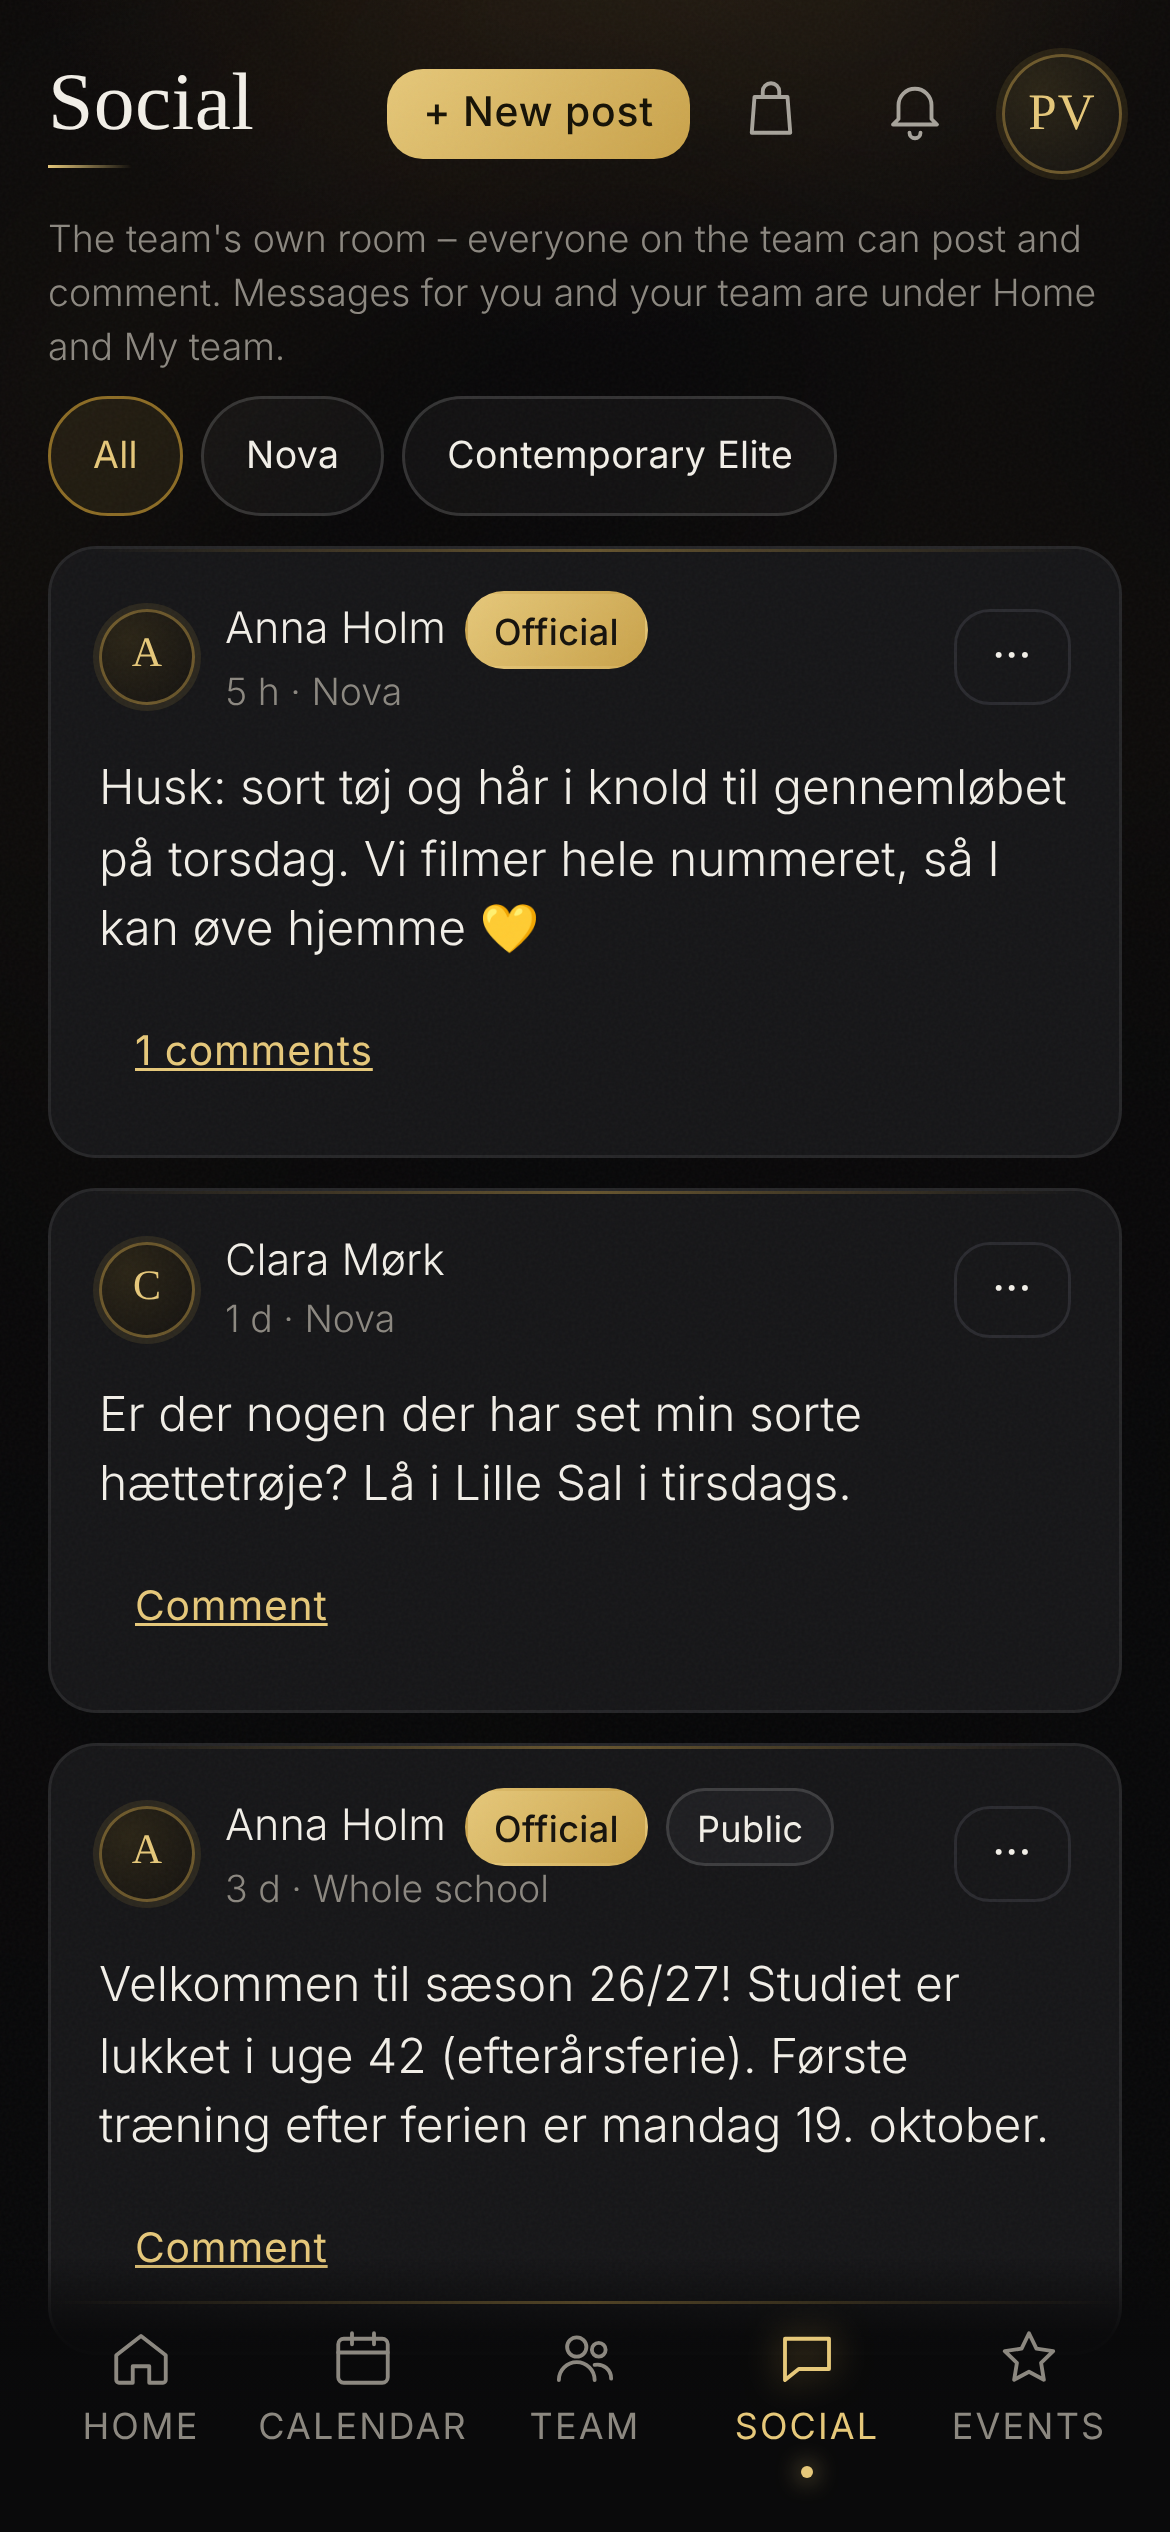 Social
+ New post
PV
The team's own room – everyone on the team can post and
comment. Messages for you and your team are under Home
and My team.
All
Nova
Contemporary Elite
A
Anna Holm
Official
...
5 h · Nova
Husk: sort tøj og hår i knold til gennemløbet
på torsdag. Vi filmer hele nummeret, så I
kan øve hjemme 💛
1 comments
C
Clara Mørk
...
1 d · Nova
Er der nogen der har set min sorte
hættetrøje? Lå i Lille Sal i tirsdags.
Comment
A
Anna Holm
Official
Public
...
3 d · Whole school
Velkommen til sæson 26/27! Studiet er
lukket i uge 42 (efterårsferie). Første
træning efter ferien er mandag 19. oktober.
Comment
HOME
CALENDAR
TEAM
SOCIAL
EVENTS